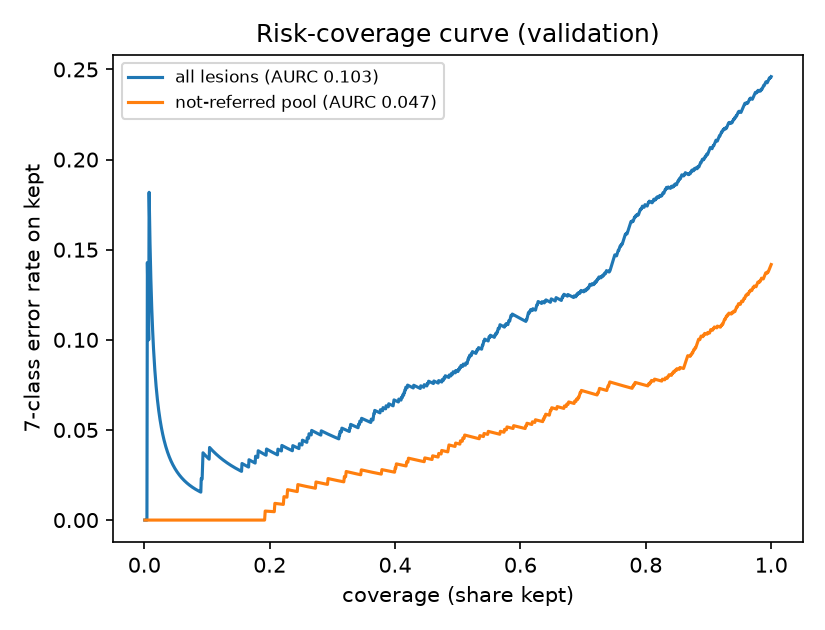 Risk-coverage curve (validation)
all lesions (AURC 0.103)
not-referred pool (AURC 0.047)
7-class error rate on kept
0.25
0.20
0.15
0.10
0.05
0.00
0.0 0.2 0.4 0.6 0.8 1.0
coverage (share kept)